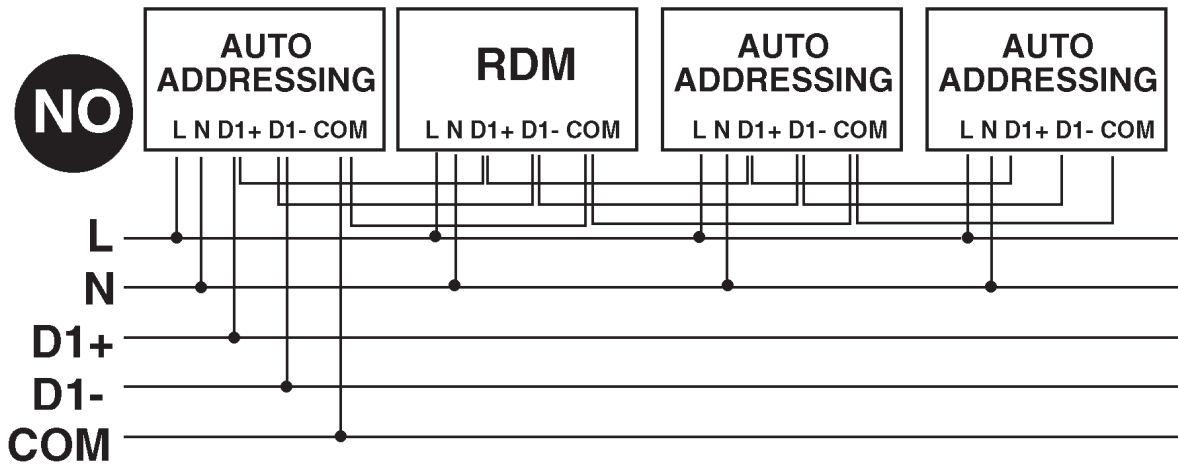 NO
AUTO
ADDRESSING
L N D1+ D1- COM
RDM
L N D1+ D1- COM
AUTO
ADDRESSING
L N D1+ D1- COM
AUTO
ADDRESSING
L N D1+ D1- COM
L
N
D1+
D1-
COM